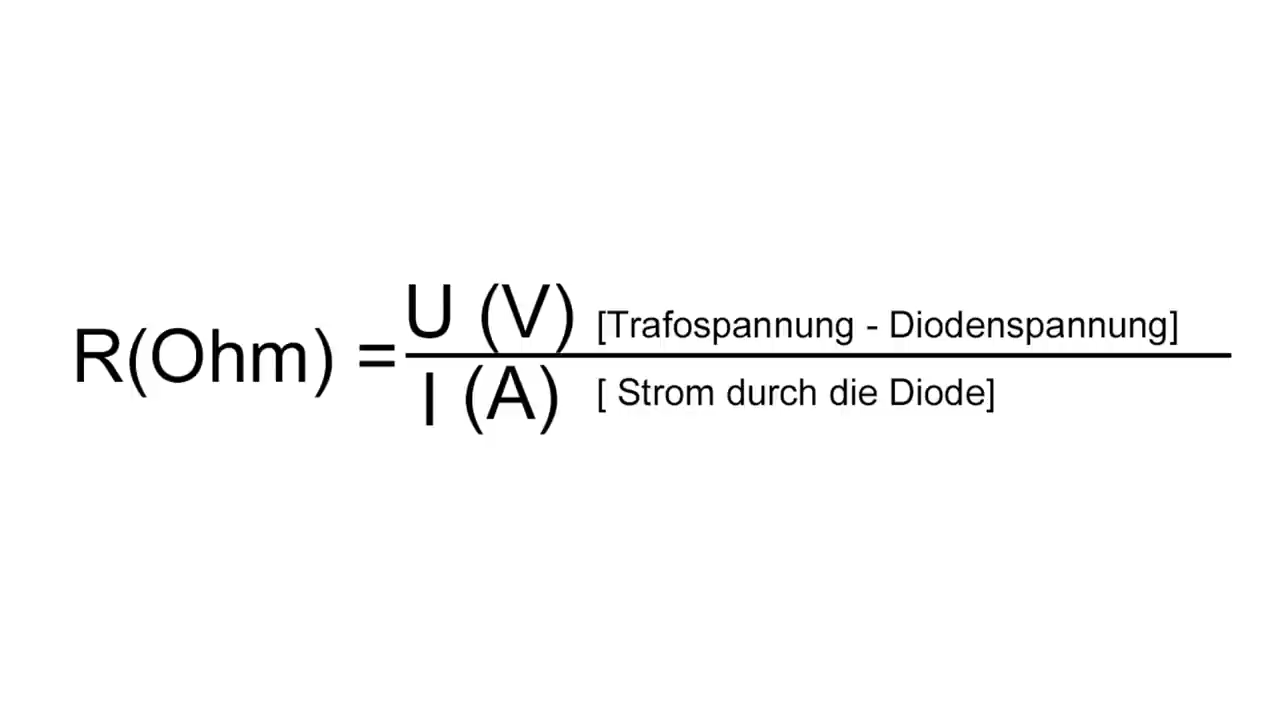 R(Ohm) =
U (V) [Trafospannung - Diodenspannung]
I (A) [ Strom durch die Diode]